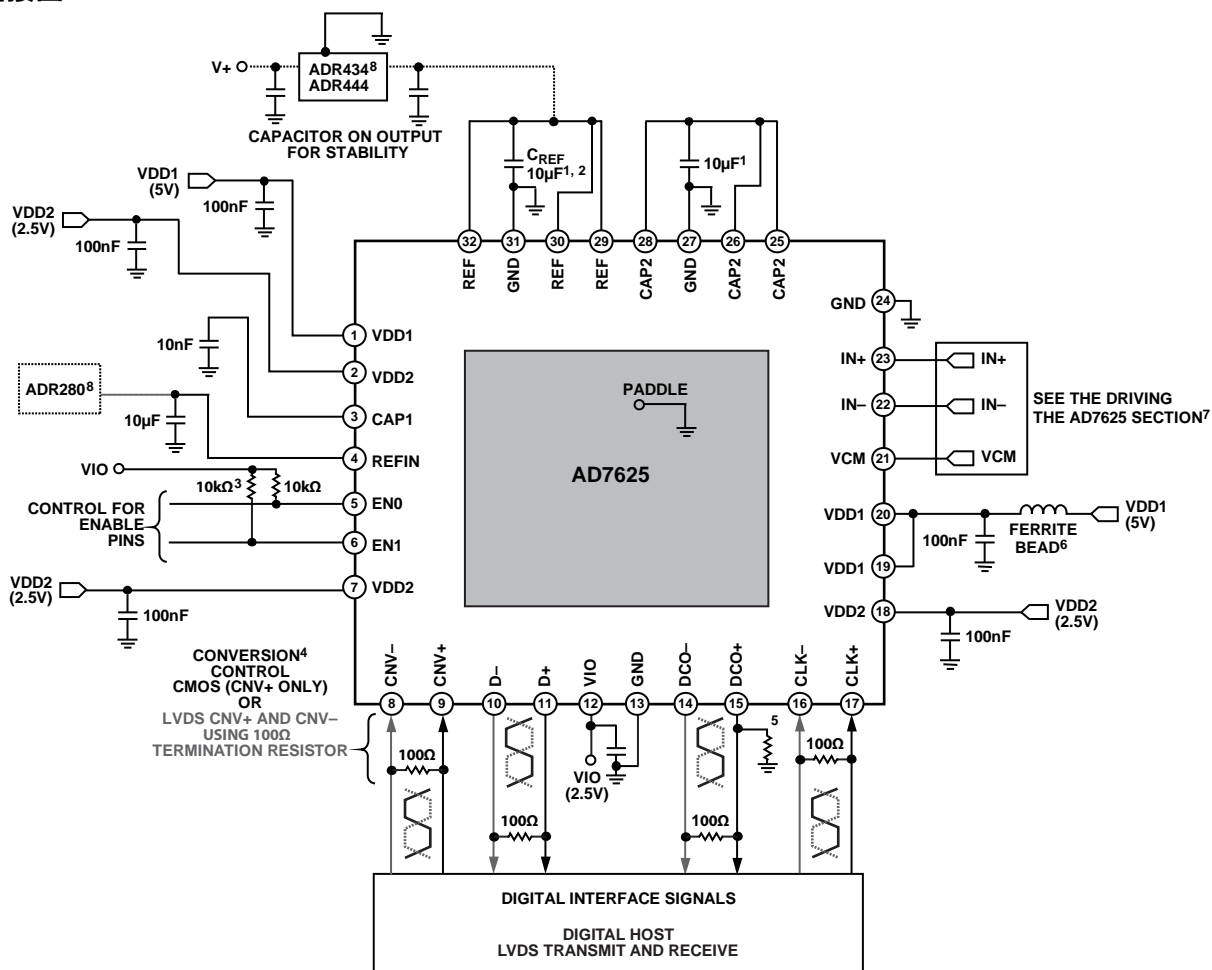 V+
ADR434⁸
ADR444
CAPACITOR ON OUTPUT
FOR STABILITY
VDD1
(5V)
100nF
VDD2
(2.5V)
100nF
CREF
10µF1, 2
10µF1
32
31
30
29
28
27
26
25
REF
GND
REF
REF
CAP2
GND
CAP2
CAP2
GND
24
1
VDD1
10nF
2
VDD2
ADR280⁸
10µF
3
CAP1
4
REFIN
VIO
10kΩ³
10kΩ
CONTROL FOR
ENABLE
PINS
5
EN0
6
EN1
VDD2
(2.5V)
7
VDD2
100nF
PADDLE
AD7625
IN+
23
IN+
IN–
22
IN–
VCM
21
VCM
SEE THE DRIVING
THE AD7625 SECTION⁷
VDD1
20
VDD1
(5V)
100nF
FERRITE
BEAD⁶
VDD1
19
VDD2
18
VDD2
(2.5V)
100nF
CONVERSION⁴
CONTROL
CMOS (CNV+ ONLY)
OR
LVDS CNV+ AND CNV–
USING 100Ω
TERMINATION RESISTOR
CNV-
CNV+
D–
D+
VIO
GND
DCO–
DCO+
CLK–
CLK+
8
9
10
11
12
13
14
15
16
17
5
100Ω
VIO
(2.5V)
100Ω
100Ω
100Ω
DIGITAL INTERFACE SIGNALS
DIGITAL HOST
LVDS TRANSMIT AND RECEIVE